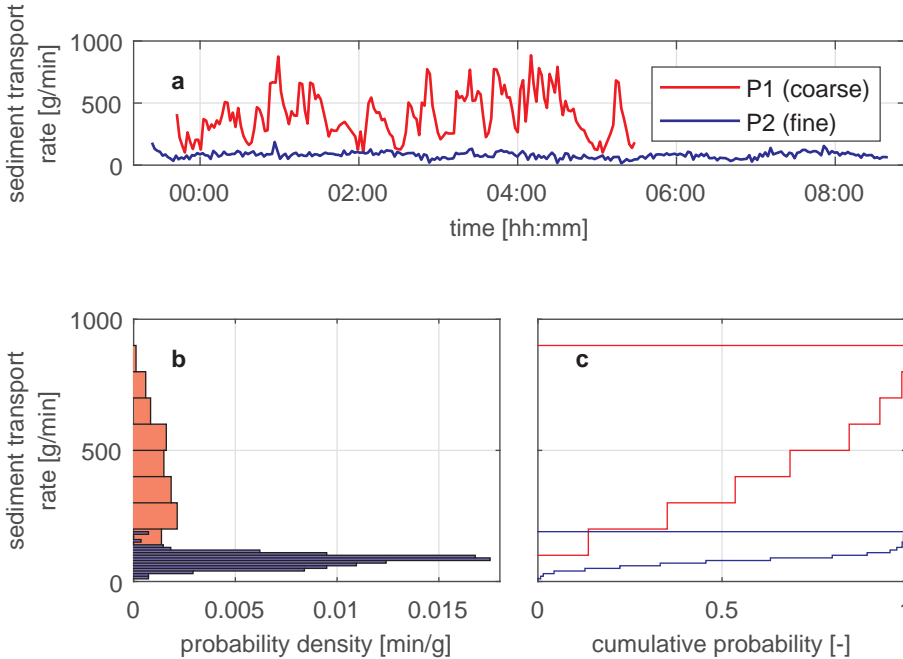 sediment transport
rate [g/min]
1000
500
0
a
P1 (coarse)
P2 (fine)
00:00 02:00 04:00 06:00 08:00
time [hh:mm]
sediment transport
rate [g/min]
1000
500
0
b
0 0.005 0.01 0.015
probability density [min/g]
c
0 0.5 1
cumulative probability [-]